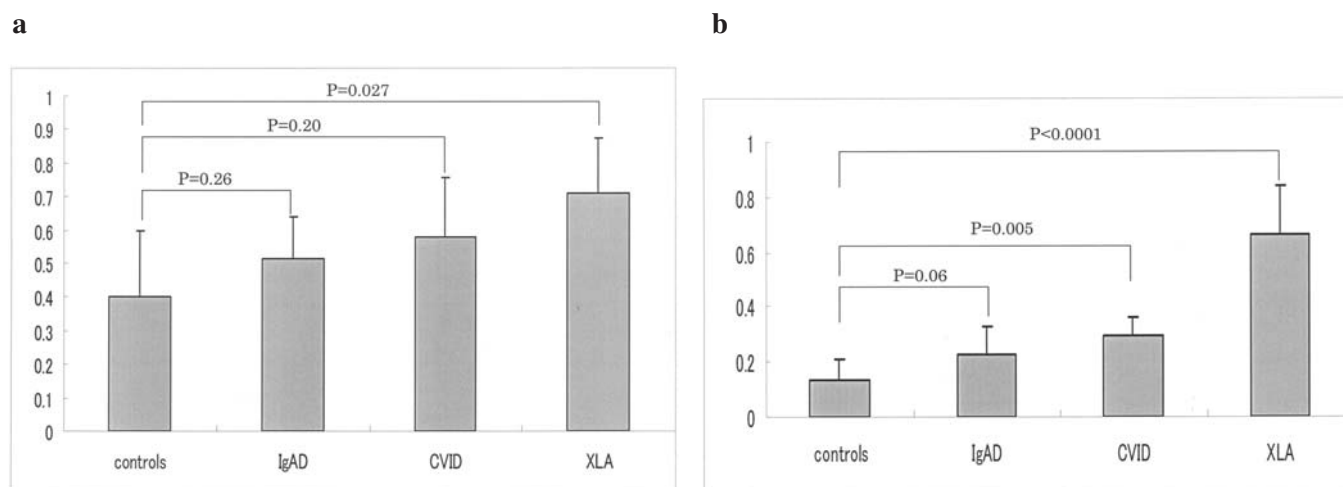 a
P=0.027
P=0.20
P=0.26
1
0.9
0.8
0.7
0.6
0.5
0.4
0.3
0.2
0.1
0
controls IgAD CVID XLA
b
P<0.0001
P=0.005
P=0.06
1
0.8
0.6
0.4
0.2
0
controls IgAD CVID XLA